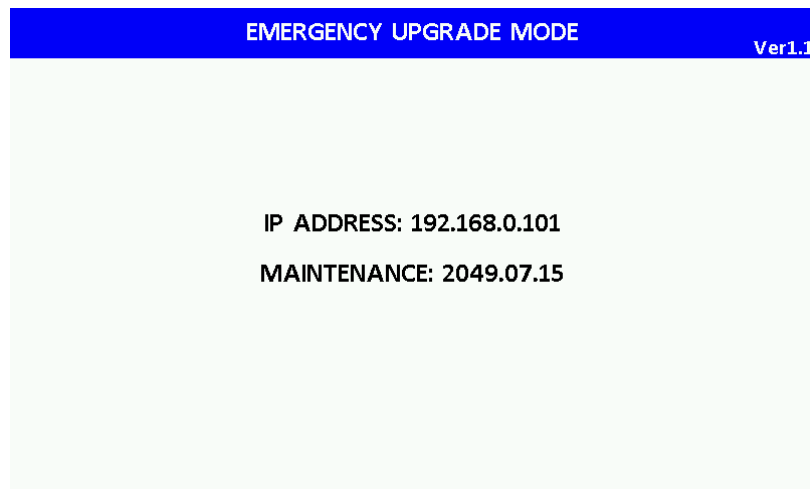 EMERGENCY UPGRADE MODE
Ver1.1
IP ADDRESS: 192.168.0.101
MAINTENANCE: 2049.07.15